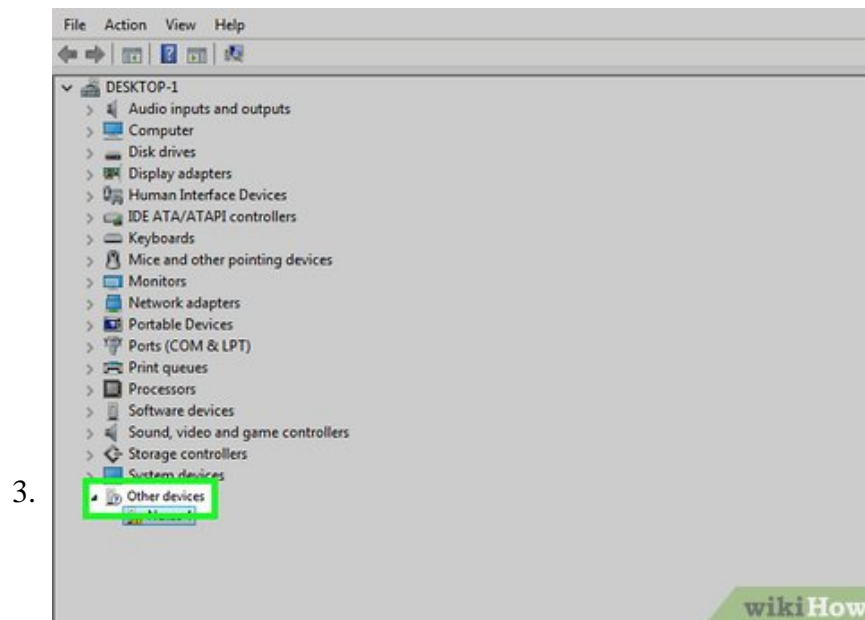 File Action View Help
DESKTOP-1
Audio inputs and outputs
Computer
Disk drives
Display adapters
Human Interface Devices
IDE ATA/ATAPI controllers
Keyboards
Mice and other pointing devices
Monitors
Network adapters
Portable Devices
Ports (COM & LPT)
Print queues
Processors
Software devices
Sound, video and game controllers
Storage controllers
System devices
3.
Other devices
wikiHow